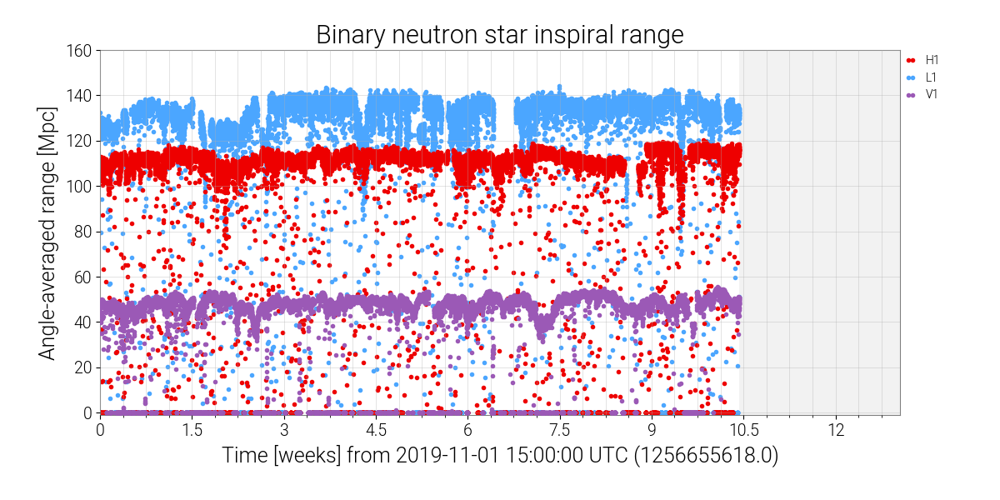 Binary neutron star inspiral range
160
140
120
100
80
60
40
20
0
Angle-averaged range [Mpc]
0 1.5 3 4.5 6 7.5 9 10.5 12
Time [weeks] from 2019-11-01 15:00:00 UTC (1256655618.0)
H1
L1
V1